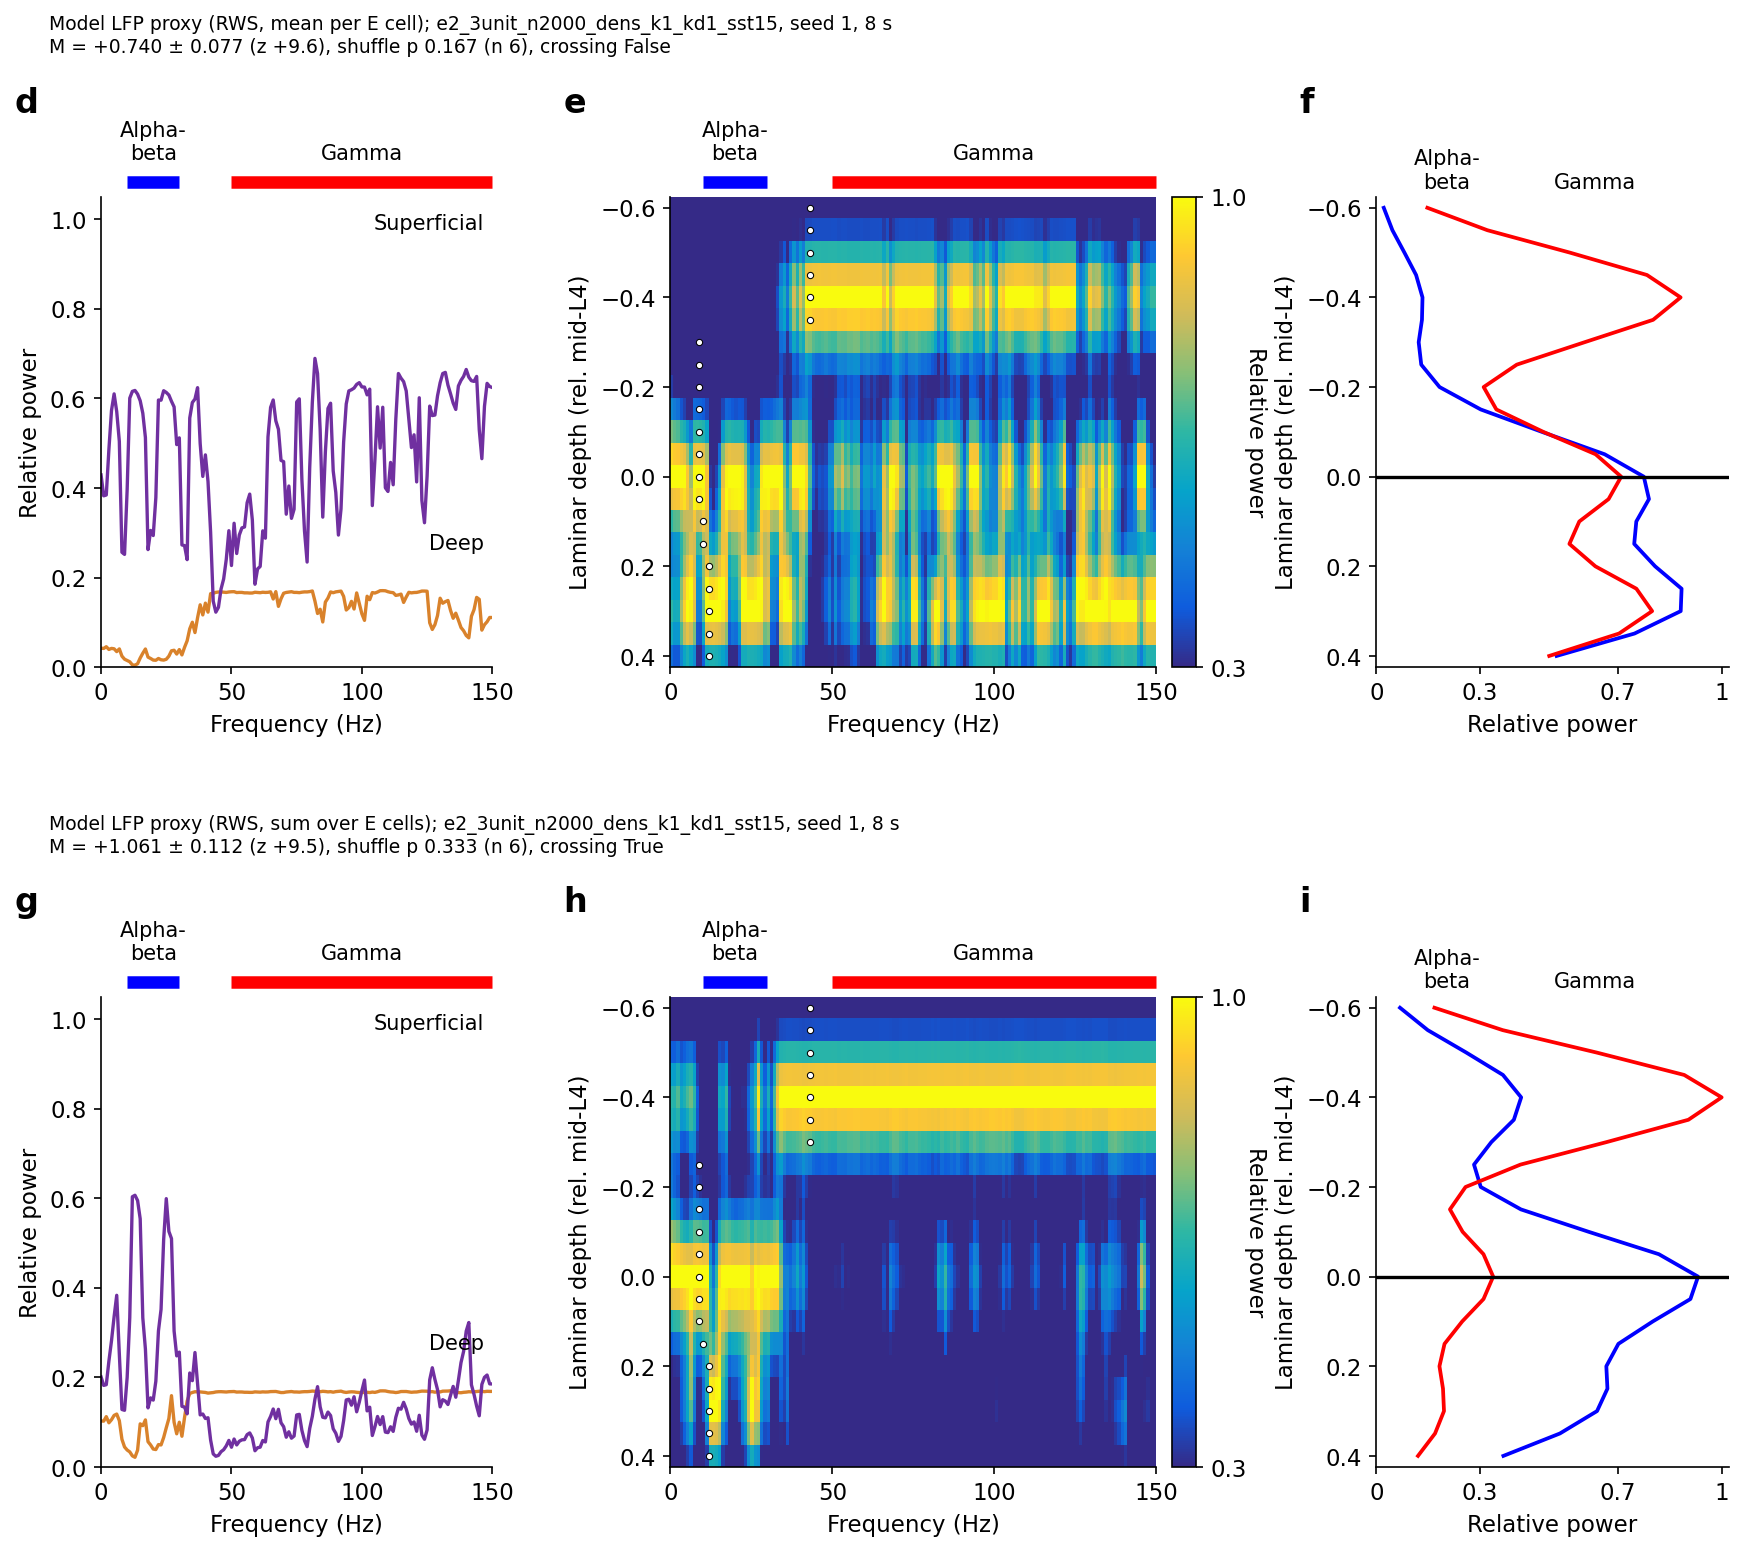 Model LFP proxy (RWS, mean per E cell); e2_3unit_n2000_dens_k1_kd1_sst15, seed 1, 8 s
M = +0.740 ± 0.077 (z +9.6), shuffle p 0.167 (n 6), crossing False
d
Alpha-
beta
Gamma
Superficial
Deep
1.0
0.8
0.6
0.4
0.2
0.0
Relative power
0
50
100
150
Frequency (Hz)
e
Alpha-
beta
Gamma
−0.6
−0.4
−0.2
0.0
0.2
0.4
Laminar depth (rel. mid-L4)
0
50
100
150
Frequency (Hz)
1.0
0.3
Relative power
f
Alpha-
beta
Gamma
−0.6
−0.4
−0.2
0.0
0.2
0.4
Laminar depth (rel. mid-L4)
0
0.3
0.7
1
Relative power
Model LFP proxy (RWS, sum over E cells); e2_3unit_n2000_dens_k1_kd1_sst15, seed 1, 8 s
M = +1.061 ± 0.112 (z +9.5), shuffle p 0.333 (n 6), crossing True
g
Alpha-
beta
Gamma
Superficial
Deep
1.0
0.8
0.6
0.4
0.2
0.0
Relative power
0
50
100
150
Frequency (Hz)
h
Alpha-
beta
Gamma
−0.6
−0.4
−0.2
0.0
0.2
0.4
Laminar depth (rel. mid-L4)
0
50
100
150
Frequency (Hz)
1.0
0.3
Relative power
i
Alpha-
beta
Gamma
−0.6
−0.4
−0.2
0.0
0.2
0.4
Laminar depth (rel. mid-L4)
0
0.3
0.7
1
Relative power